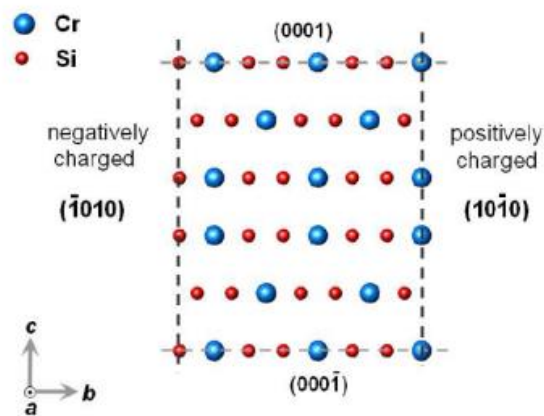 Cr
Si
(0001)
negatively
charged
(1̄010)
positively
charged
(101̄0)
(0001̄)
c
a
b